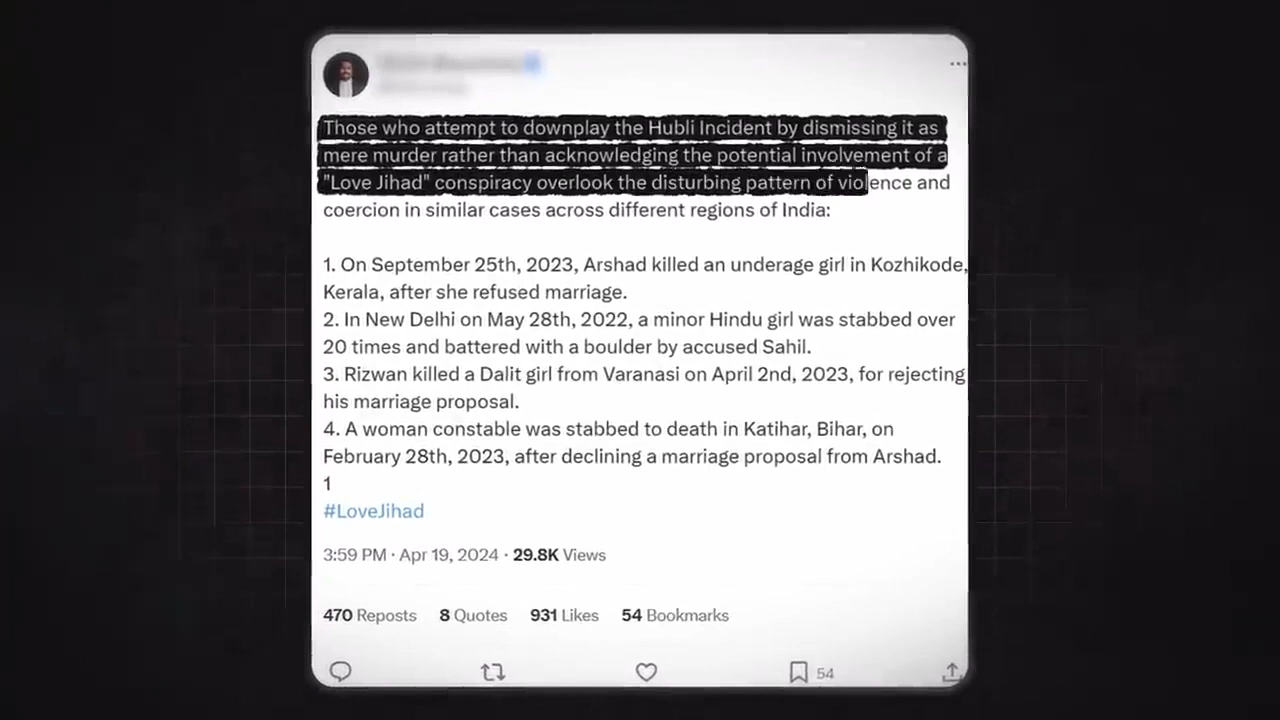 Those who attempt to downplay the Hubli Incident by dismissing it as
mere murder rather than acknowledging the potential involvement of a
"Love Jihad" conspiracy overlook the disturbing pattern of violence and
coercion in similar cases across different regions of India:
1. On September 25th, 2023, Arshad killed an underage girl in Kozhikode,
Kerala, after she refused marriage.
2. In New Delhi on May 28th, 2022, a minor Hindu girl was stabbed over
20 times and battered with a boulder by accused Sahil.
3. Rizwan killed a Dalit girl from Varanasi on April 2nd, 2023, for rejecting
his marriage proposal.
4. A woman constable was stabbed to death in Katihar, Bihar, on
February 28th, 2023, after declining a marriage proposal from Arshad.
1
#LoveJihad
3:59 PM · Apr 19, 2024 · 29.8K Views
470 Reposts 8 Quotes 931 Likes 54 Bookmarks
54